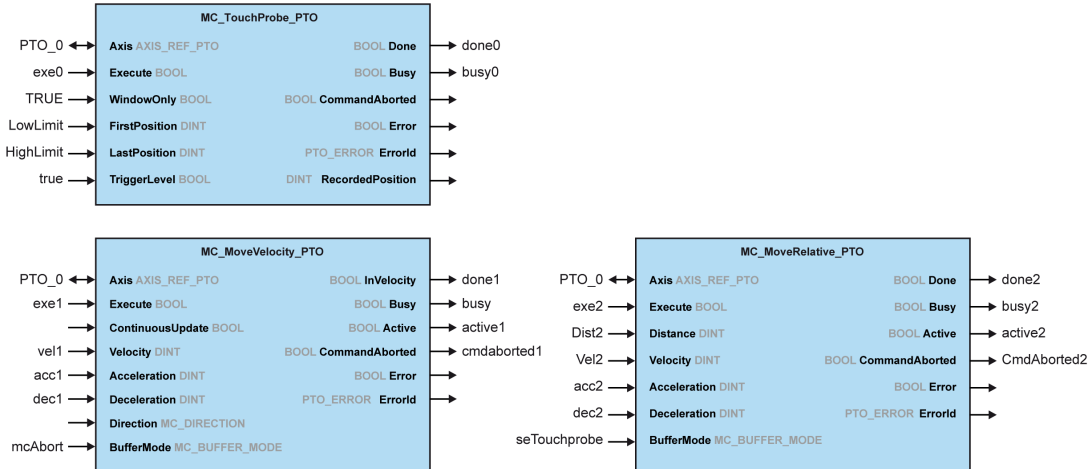 MC_TouchProbe_PTO
PTO_0 Axis AXIS_REF_PTO BOOL Done done0
exe0 Execute BOOL BOOL Busy busy0
TRUE WindowOnly BOOL BOOL CommandAborted
LowLimit FirstPosition DINT BOOL Error
HighLimit LastPosition DINT PTO_ERROR ErrorId
true TriggerLevel BOOL DINT RecordedPosition
MC_MoveVelocity_PTO
PTO_0 Axis AXIS_REF_PTO BOOL InVelocity done1
exe1 Execute BOOL BOOL Busy busy
ContinuousUpdate BOOL BOOL Active active1
vel1 Velocity DINT BOOL CommandAborted cmdaborted1
acc1 Acceleration DINT BOOL Error
dec1 Deceleration DINT PTO_ERROR ErrorId
Direction MC_DIRECTION
mcAbort BufferMode MC_BUFFER_MODE
MC_MoveRelative_PTO
PTO_0 Axis AXIS_REF_PTO BOOL Done done2
exe2 Execute BOOL BOOL Busy busy2
Dist2 Distance DINT BOOL Active active2
Vel2 Velocity DINT BOOL CommandAborted CmdAborted2
acc2 Acceleration DINT BOOL Error
dec2 Deceleration DINT PTO_ERROR ErrorId
seTouchprobe BufferMode MC_BUFFER_MODE